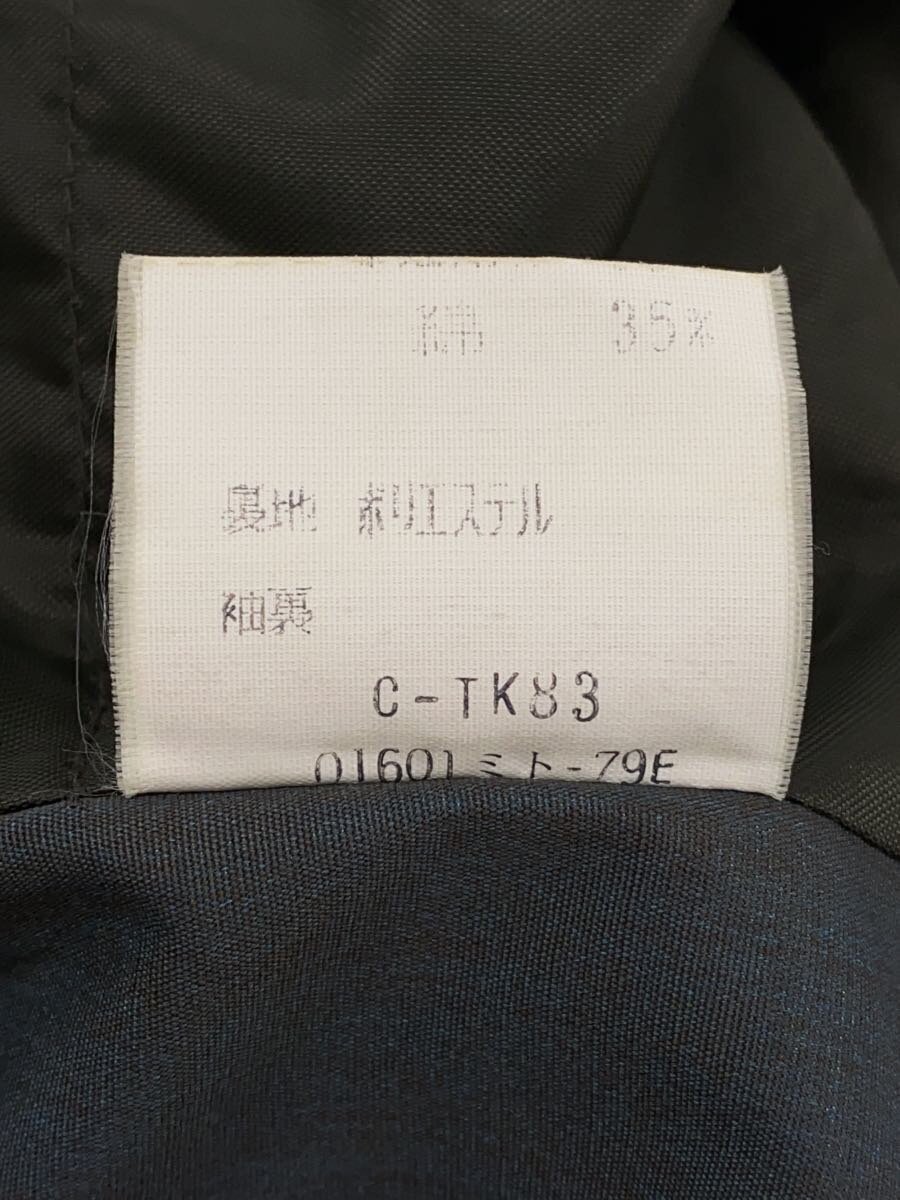 綿 35%
裏地 ポリエステル
袖裏
C-TK83
01601ミト-79E